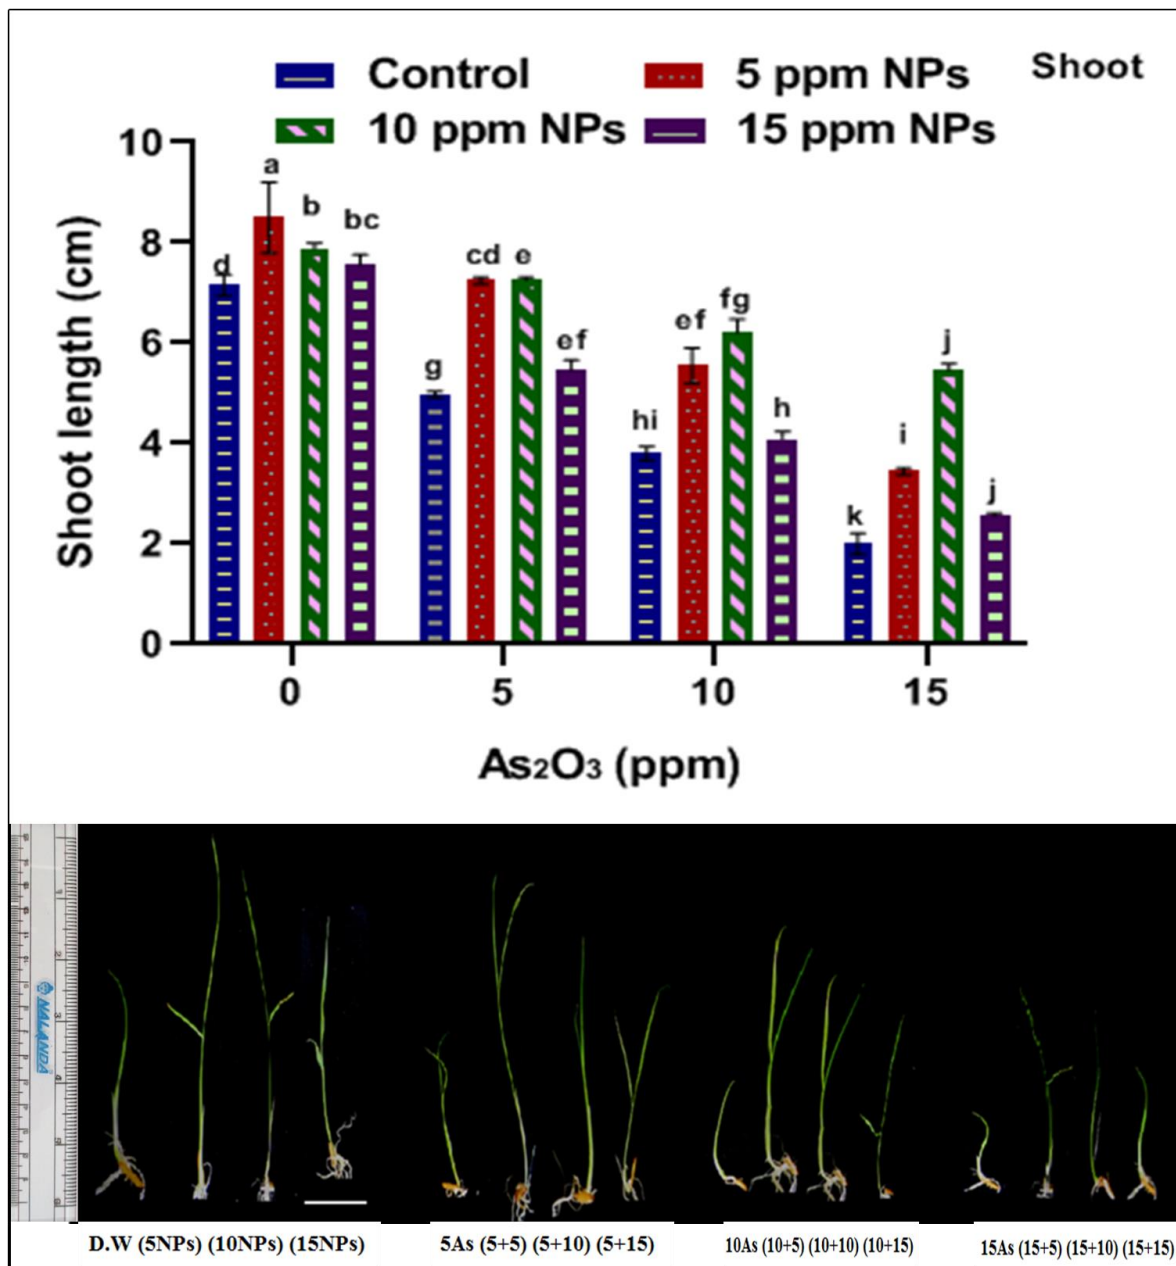 Control 5 ppm NPs Shoot
10 ppm NPs 15 ppm NPs
10
8
6
4
2
0
Shoot length (cm)
d a b bc
g cd e ef
hi ef fg h
k i j j
0 5 10 15
As₂O₃ (ppm)
NALANDA
D.W (5NPs) (10NPs) (15NPs)
5As (5+5) (5+10) (5+15)
10As (10+5) (10+10) (10+15)
15As (15+5) (15+10) (15+15)